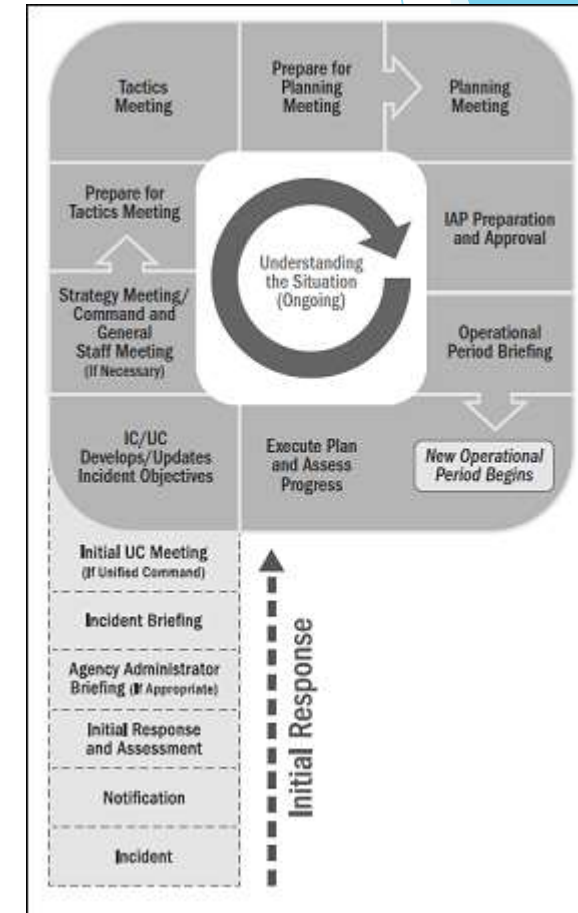 Tactics
Meeting
Prepare for
Planning
Meeting
Planning
Meeting
Prepare for
Tactics Meeting
Understanding
the Situation
(Ongoing)
IAP Preparation
and Approval
Strategy Meeting/
Command and
General
Staff Meeting
(If Necessary)
Operational
Period Briefing
IC/UC
Develops/Updates
Incident Objectives
Execute Plan
and Assess
Progress
New Operational
Period Begins
Initial UC Meeting
(If Unified Command)
Incident Briefing
Agency Administrator
Briefing (If Appropriate)
Initial Response
and Assessment
Notification
Incident
Initial Response